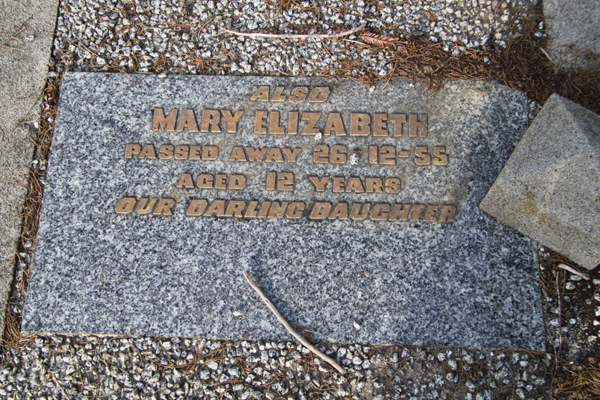 ALSO
MARY ELIZABETH
PASSED AWAY 26-12-55
AGED 12 YEARS
OUR DARLING DAUGHTER